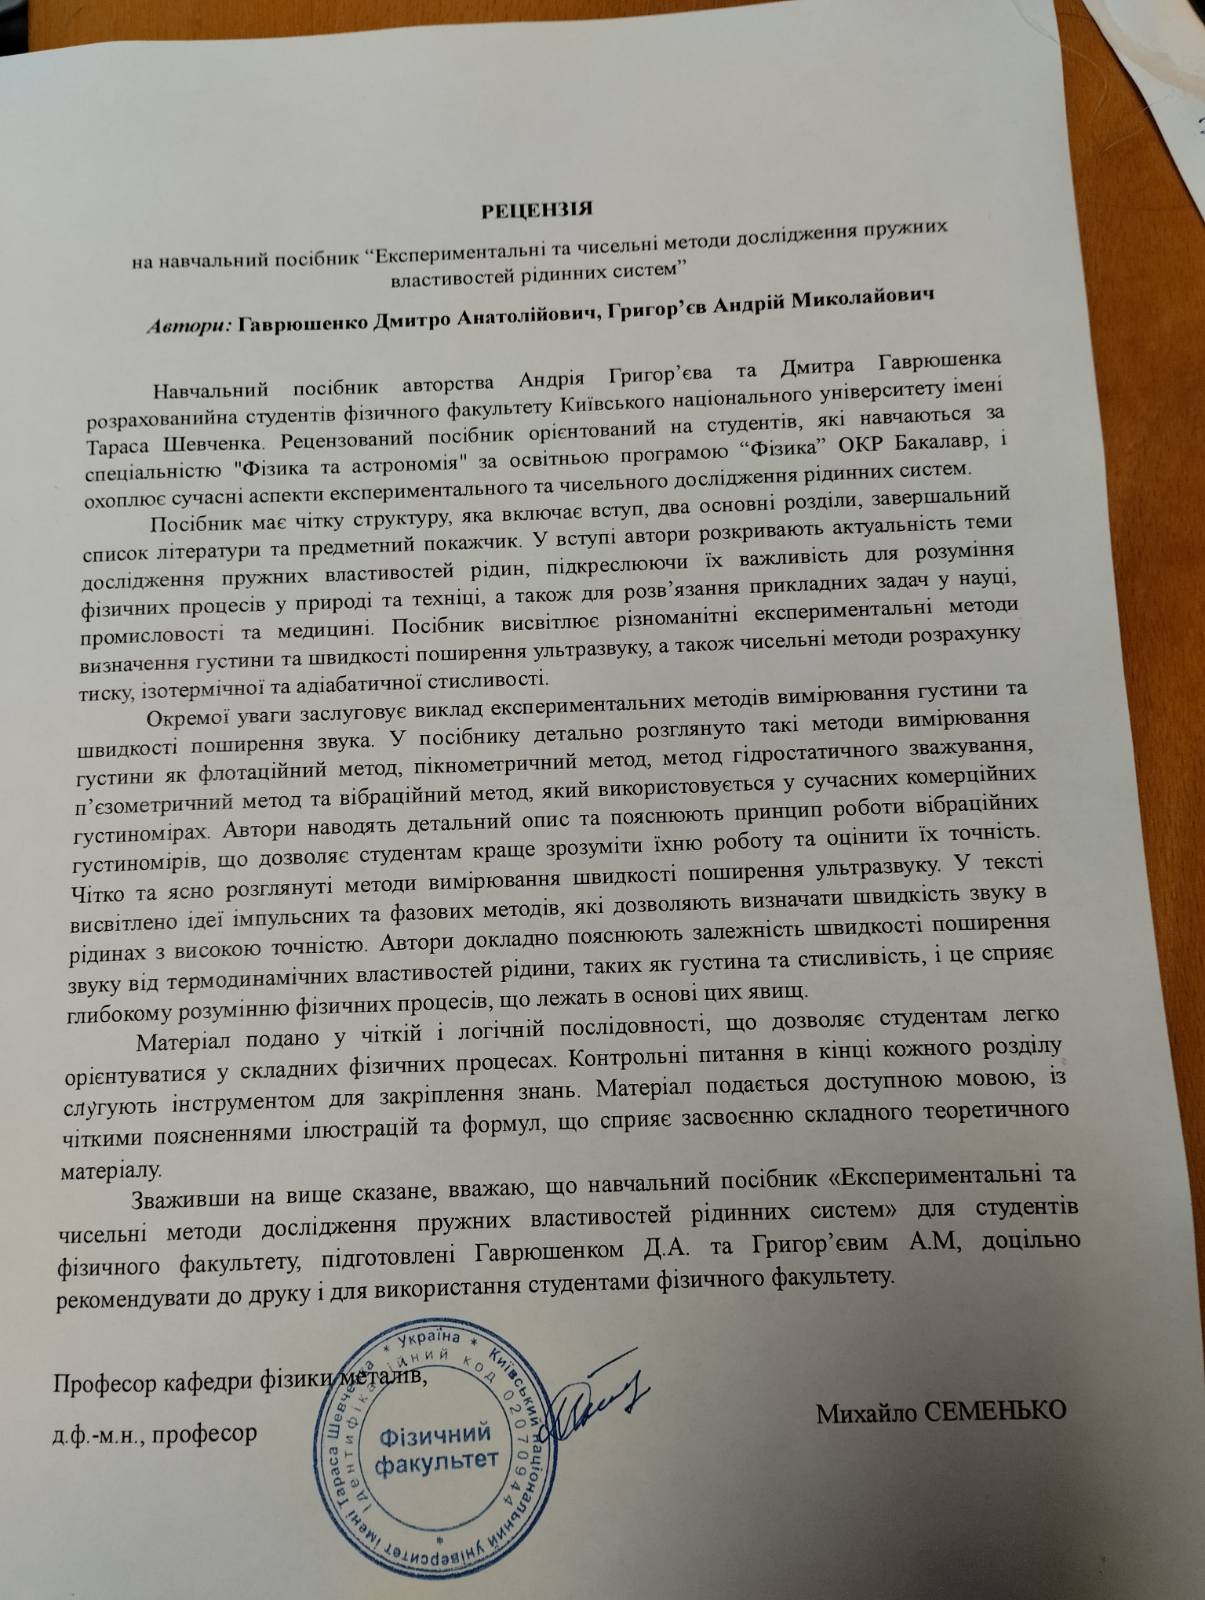 РЕЦЕНЗІЯ
на навчальний посібник “Експериментальні та чисельні методи дослідження пружних
властивостей рідинних систем”
Автори: Гаврюшенко Дмитро Анатолійович, Григор’єв Андрій Миколайович
Навчальний посібник авторства Андрія Григор’єва та Дмитра Гаврюшенка
розрахованийна студентів фізичного факультету Київського національного університету імені
Тараса Шевченка. Рецензований посібник орієнтований на студентів, які навчаються за
спеціальністю "Фізика та астрономія" за освітньою програмою “Фізика” ОКР Бакалавр, і
охоплює сучасні аспекти експериментального та чисельного дослідження рідинних систем.
Посібник має чітку структуру, яка включає вступ, два основні розділи, завершальний
список літератури та предметний покажчик. У вступі автори розкривають актуальність теми
дослідження пружних властивостей рідин, підкреслюючи їх важливість для розуміння
фізичних процесів у природі та техніці, а також для розв’язання прикладних задач у науці,
промисловості та медицині. Посібник висвітлює різноманітні експериментальні методи
визначення густини та швидкості поширення ультразвуку, а також чисельні методи розрахунку
тиску, ізотермічної та адіабатичної стисливості.
Окремої уваги заслуговує виклад експериментальних методів вимірювання густини та
швидкості поширення звука. У посібнику детально розглянуто такі методи вимірювання
густини як флотаційний метод, пікнометричний метод, метод гідростатичного зважування,
п’єзометричний метод та вібраційний метод, який використовується у сучасних комерційних
густиномірах. Автори наводять детальний опис та пояснюють принцип роботи вібраційних
густиномірів, що дозволяє студентам краще зрозуміти їхню роботу та оцінити їх точність.
Чітко та ясно розглянуті методи вимірювання швидкості поширення ультразвуку. У тексті
висвітлено ідеї імпульсних та фазових методів, які дозволяють визначати швидкість звуку в
рідинах з високою точністю. Автори докладно пояснюють залежність швидкості поширення
звуку від термодинамічних властивостей рідини, таких як густина та стисливість, і це сприяє
глибокому розумінню фізичних процесів, що лежать в основі цих явищ.
Матеріал подано у чіткій і логічній послідовності, що дозволяє студентам легко
орієнтуватися у складних фізичних процесах. Контрольні питання в кінці кожного розділу
слугують інструментом для закріплення знань. Матеріал подається доступною мовою, із
чіткими поясненнями ілюстрацій та формул, що сприяє засвоєнню складного теоретичного
матеріалу.
Зваживши на вище сказане, вважаю, що навчальний посібник «Експериментальні та
чисельні методи дослідження пружних властивостей рідинних систем» для студентів
фізичного факультету, підготовлені Гаврюшенком Д.А. та Григор’євим А.М, доцільно
рекомендувати до друку і для використання студентами фізичного факультету.
Професор кафедри фізики металів,
д.ф.-м.н., професор
Михайло СЕМЕНЬКО
* Україна * Київський національний університет імені Тараса Шевченка *
Ідентифікаційний код 02070944
Фізичний
факультет